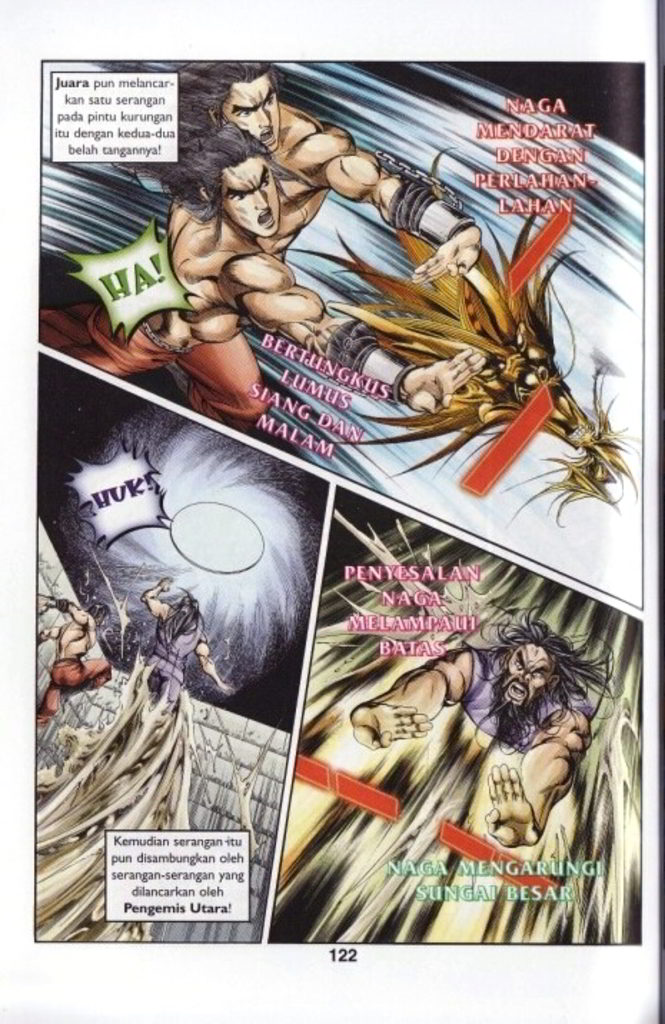 Juara pun melancar-
kan satu serangan
pada pintu kurungan
itu dengan kedua-dua
belah tangannya!
NAGA
MENDARAT
DENGAN
PERLAHAN-
LAHAN
HA!
BERTUNGKUS
LUMUS
SIANG DAN
MALAM
HUK!
PENYESALAN
NAGA
MELAMPAUI
BATAS
Kemudian serangan itu
pun disambungkan oleh
serangan-serangan yang
dilancarkan oleh
Pengemis Utara!
NAGA MENGARUNGI
SUNGAI BESAR
122